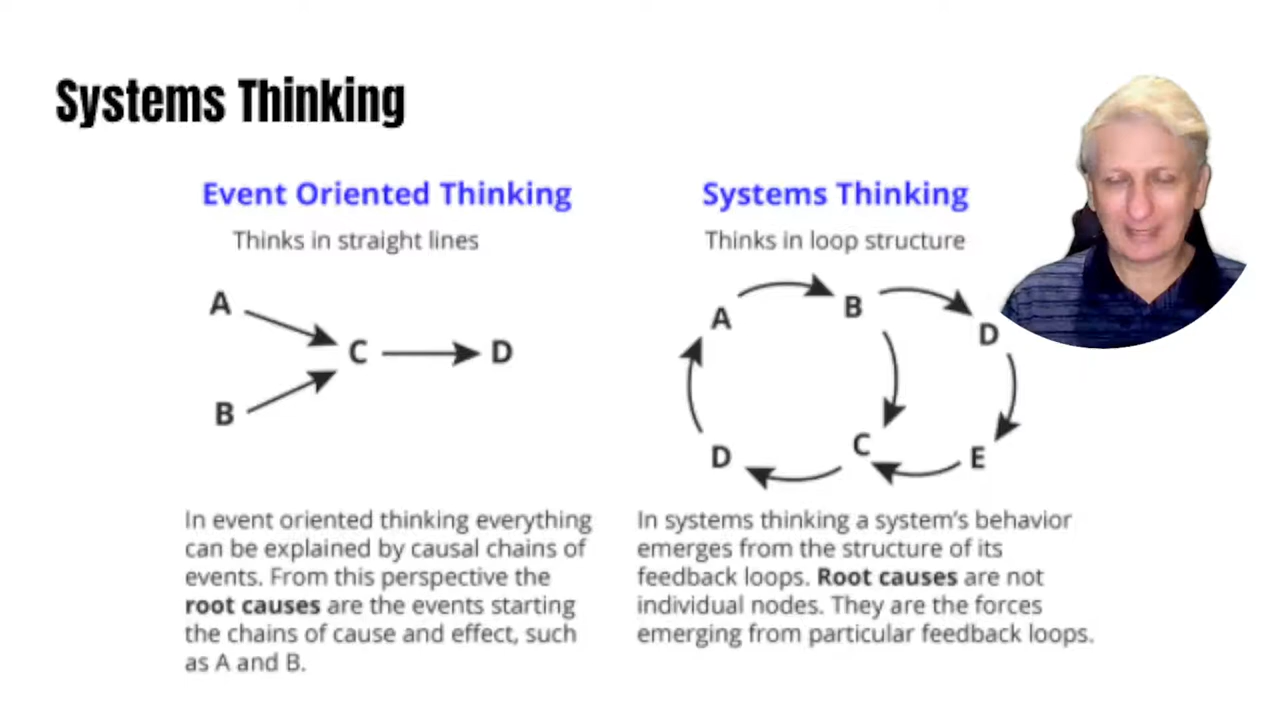 Systems Thinking
Event Oriented Thinking
Thinks in straight lines
A
B
C
D
In event oriented thinking everything
can be explained by causal chains of
events. From this perspective the
root causes are the events starting
the chains of cause and effect, such
as A and B.
Systems Thinking
Thinks in loop structure
A
B
D
D
C
E
In systems thinking a system's behavior
emerges from the structure of its
feedback loops. Root causes are not
individual nodes. They are the forces
emerging from particular feedback loops.